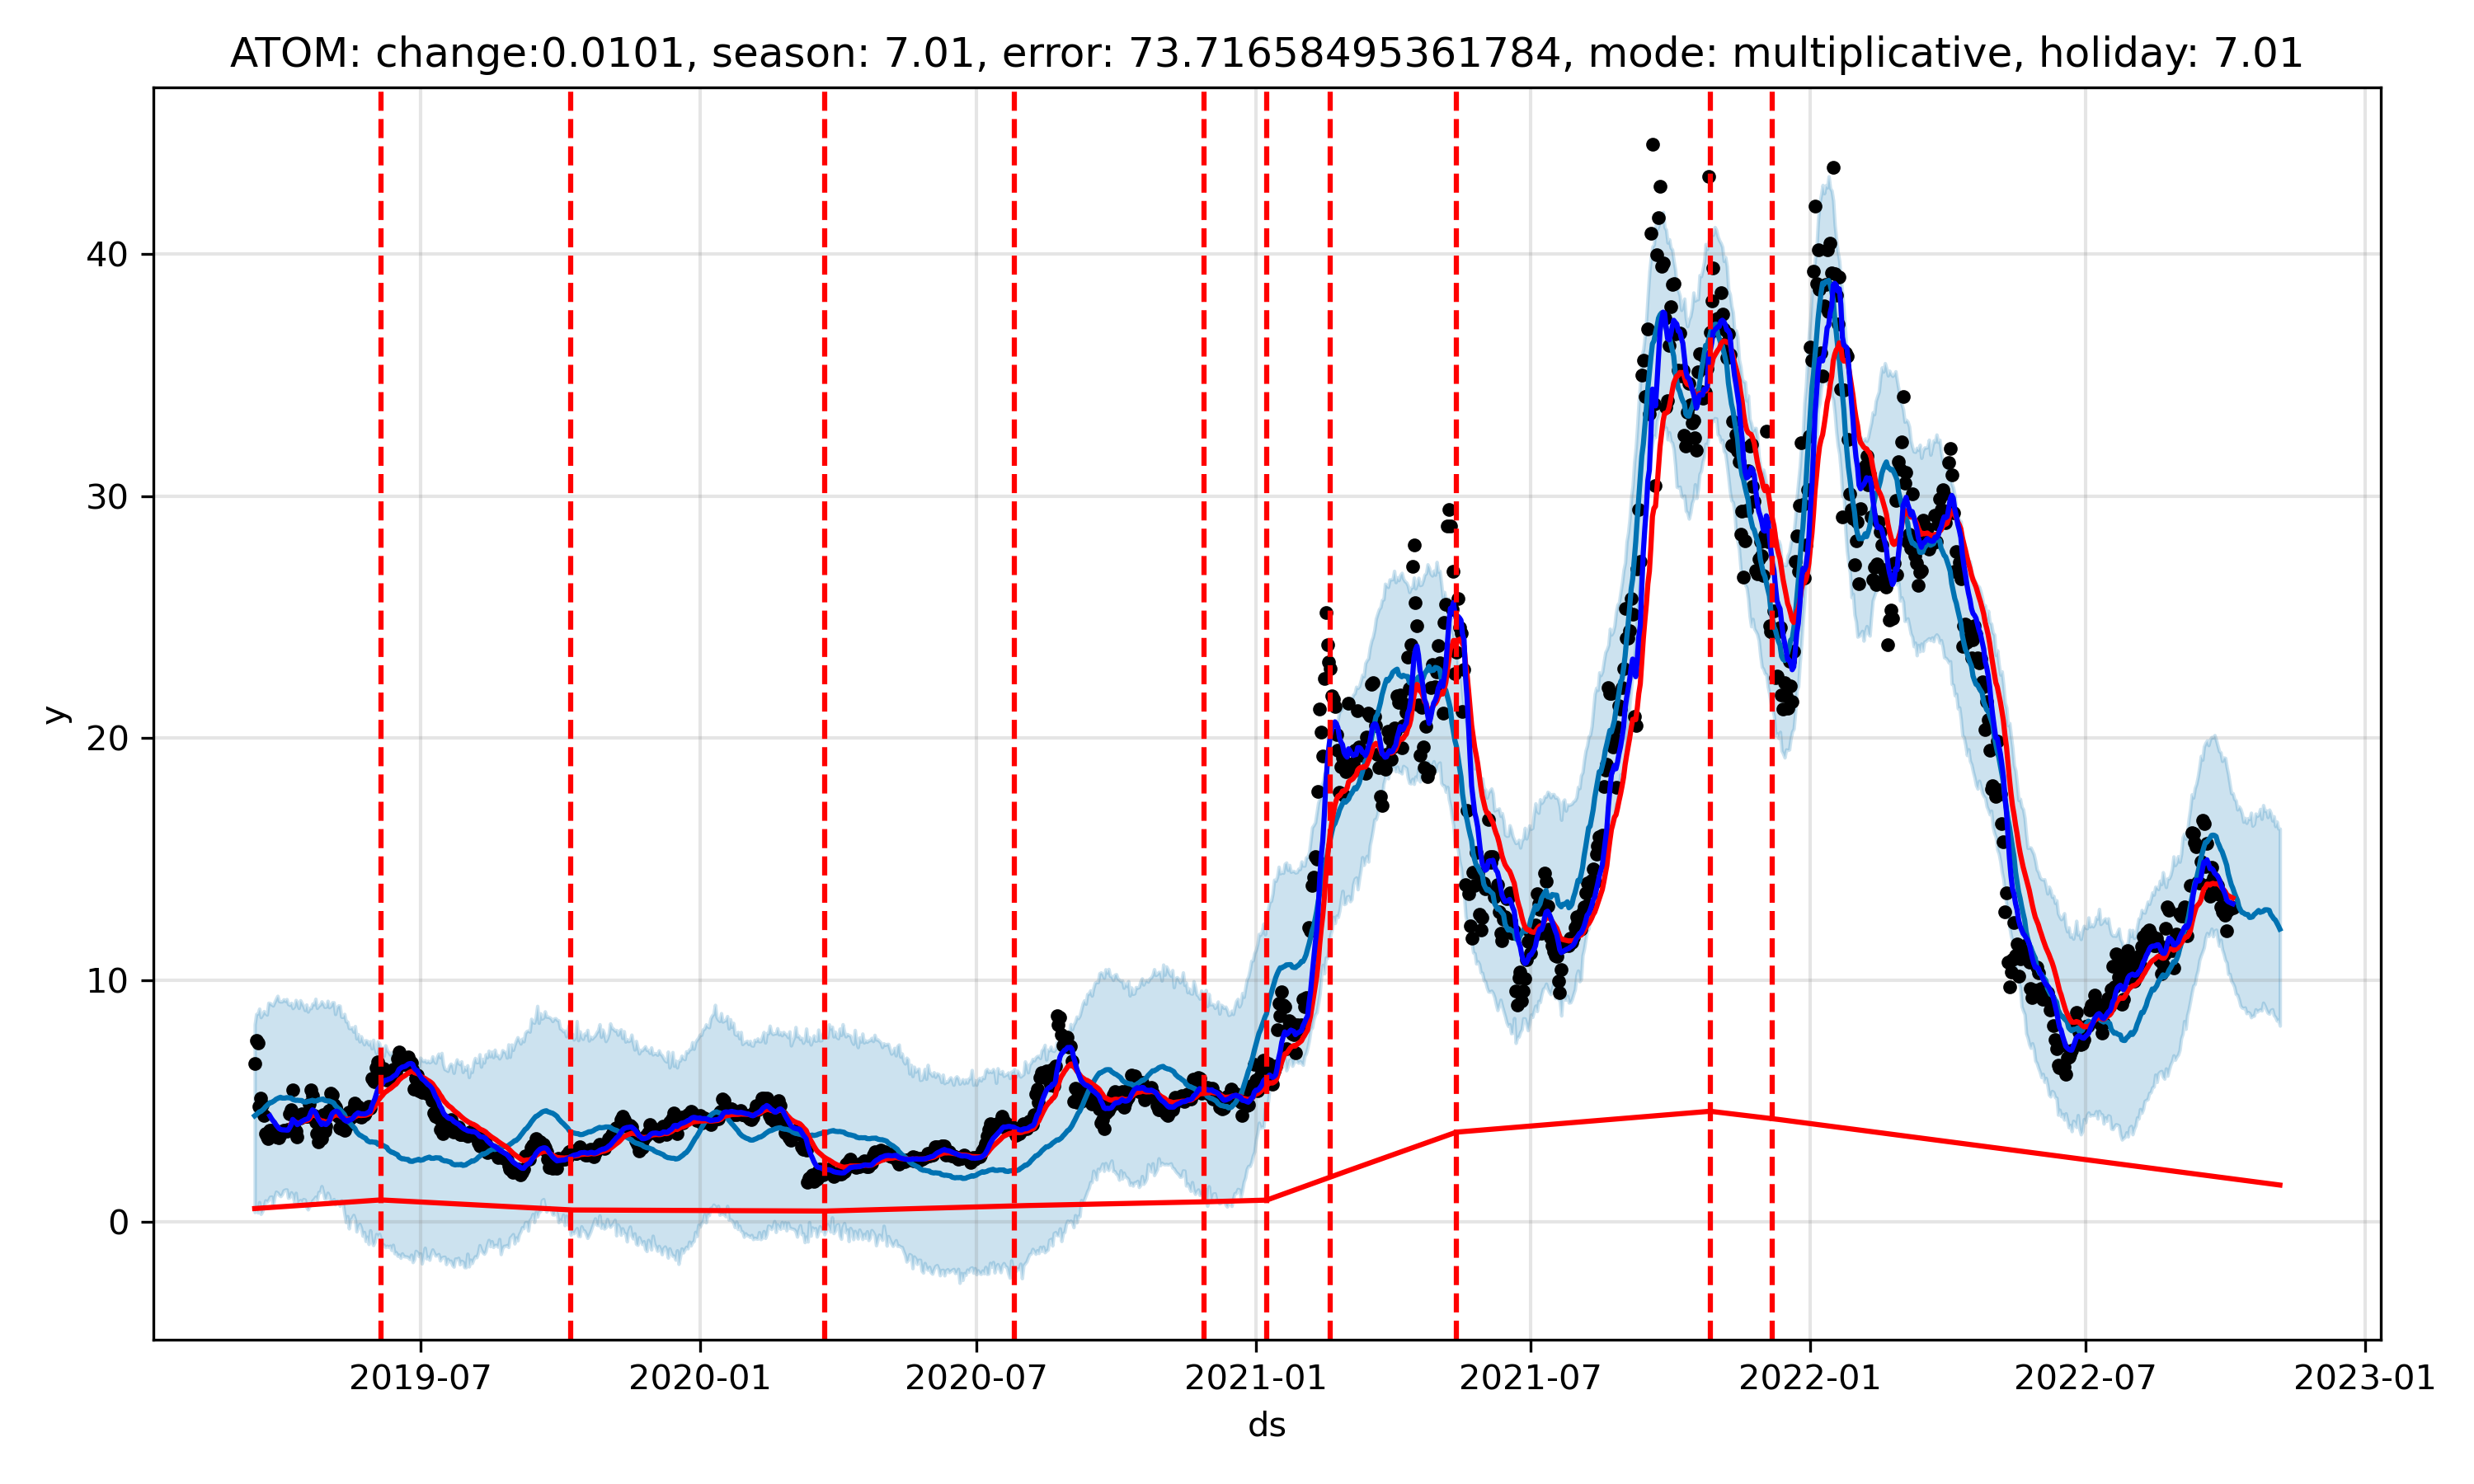 ATOM: change:0.0101, season: 7.01, error: 73.71658495361784, mode: multiplicative, holiday: 7.01
40
30
20
10
0
y
2019-07 2020-01 2020-07 2021-01 2021-07 2022-01 2022-07 2023-01
ds